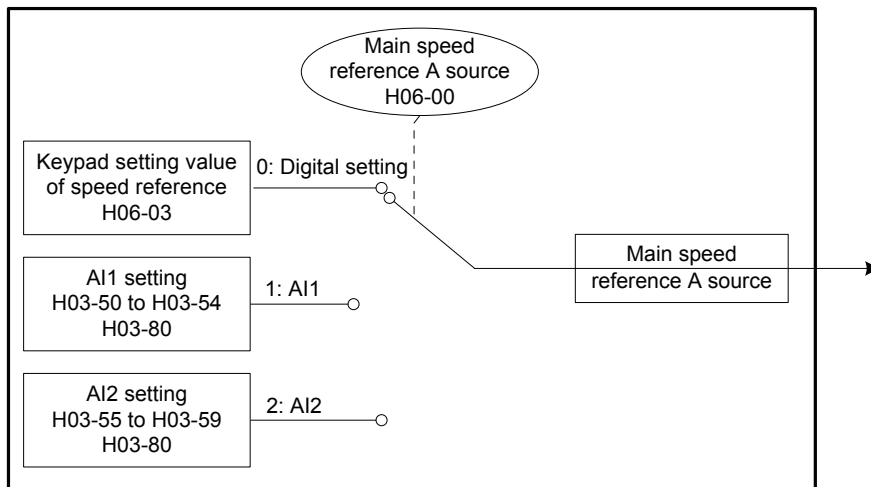 Main speed
reference A source
H06-00
Keypad setting value
of speed reference
H06-03
0: Digital setting
Main speed
reference A source
AI1 setting
H03-50 to H03-54
H03-80
1: AI1
AI2 setting
H03-55 to H03-59
H03-80
2: AI2